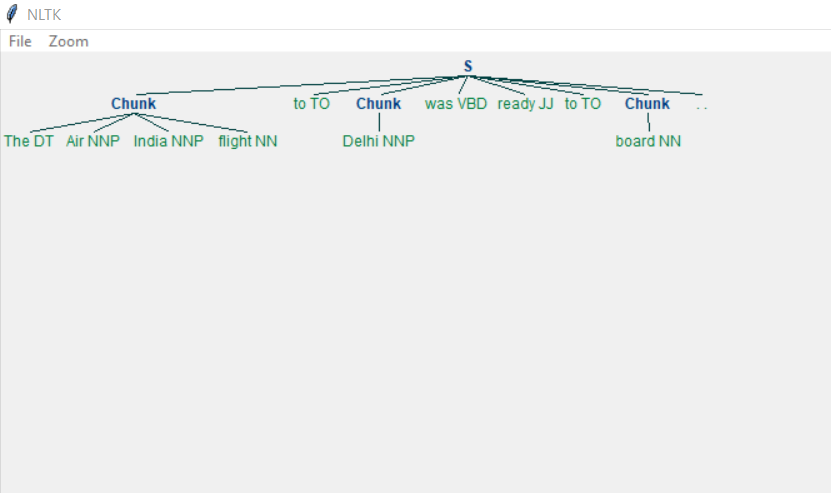 NLTK
File Zoom
S
Chunk to TO Chunk was VBD ready JJ to TO Chunk . .
The DT Air NNP India NNP flight NN Delhi NNP board NN